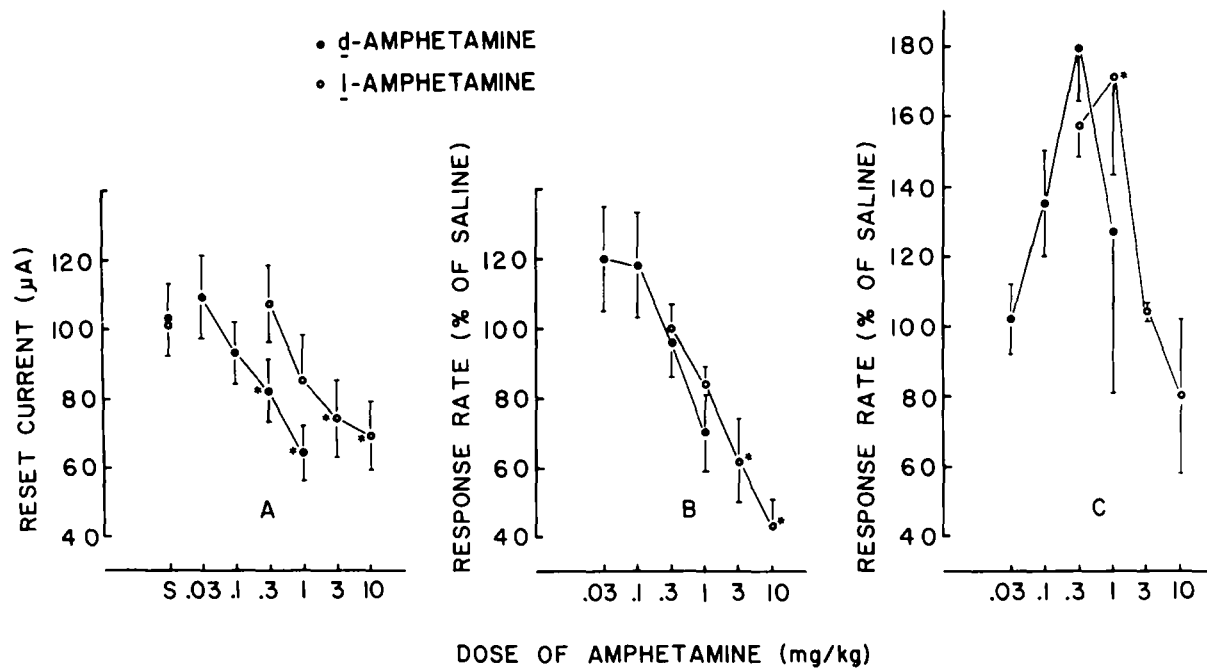 • d-AMPHETAMINE
o l-AMPHETAMINE
RESET CURRENT (μA)
120
100
80
60
40
A
S .03 .1 .3 1 3 10
RESPONSE RATE (% OF SALINE)
120
100
80
60
40
B
.03 .1 .3 1 3 10
RESPONSE RATE (% OF SALINE)
180
160
140
120
100
80
60
40
C
.03 .1 .3 1 3 10
* * * *
* *
*
DOSE OF AMPHETAMINE (mg/kg)